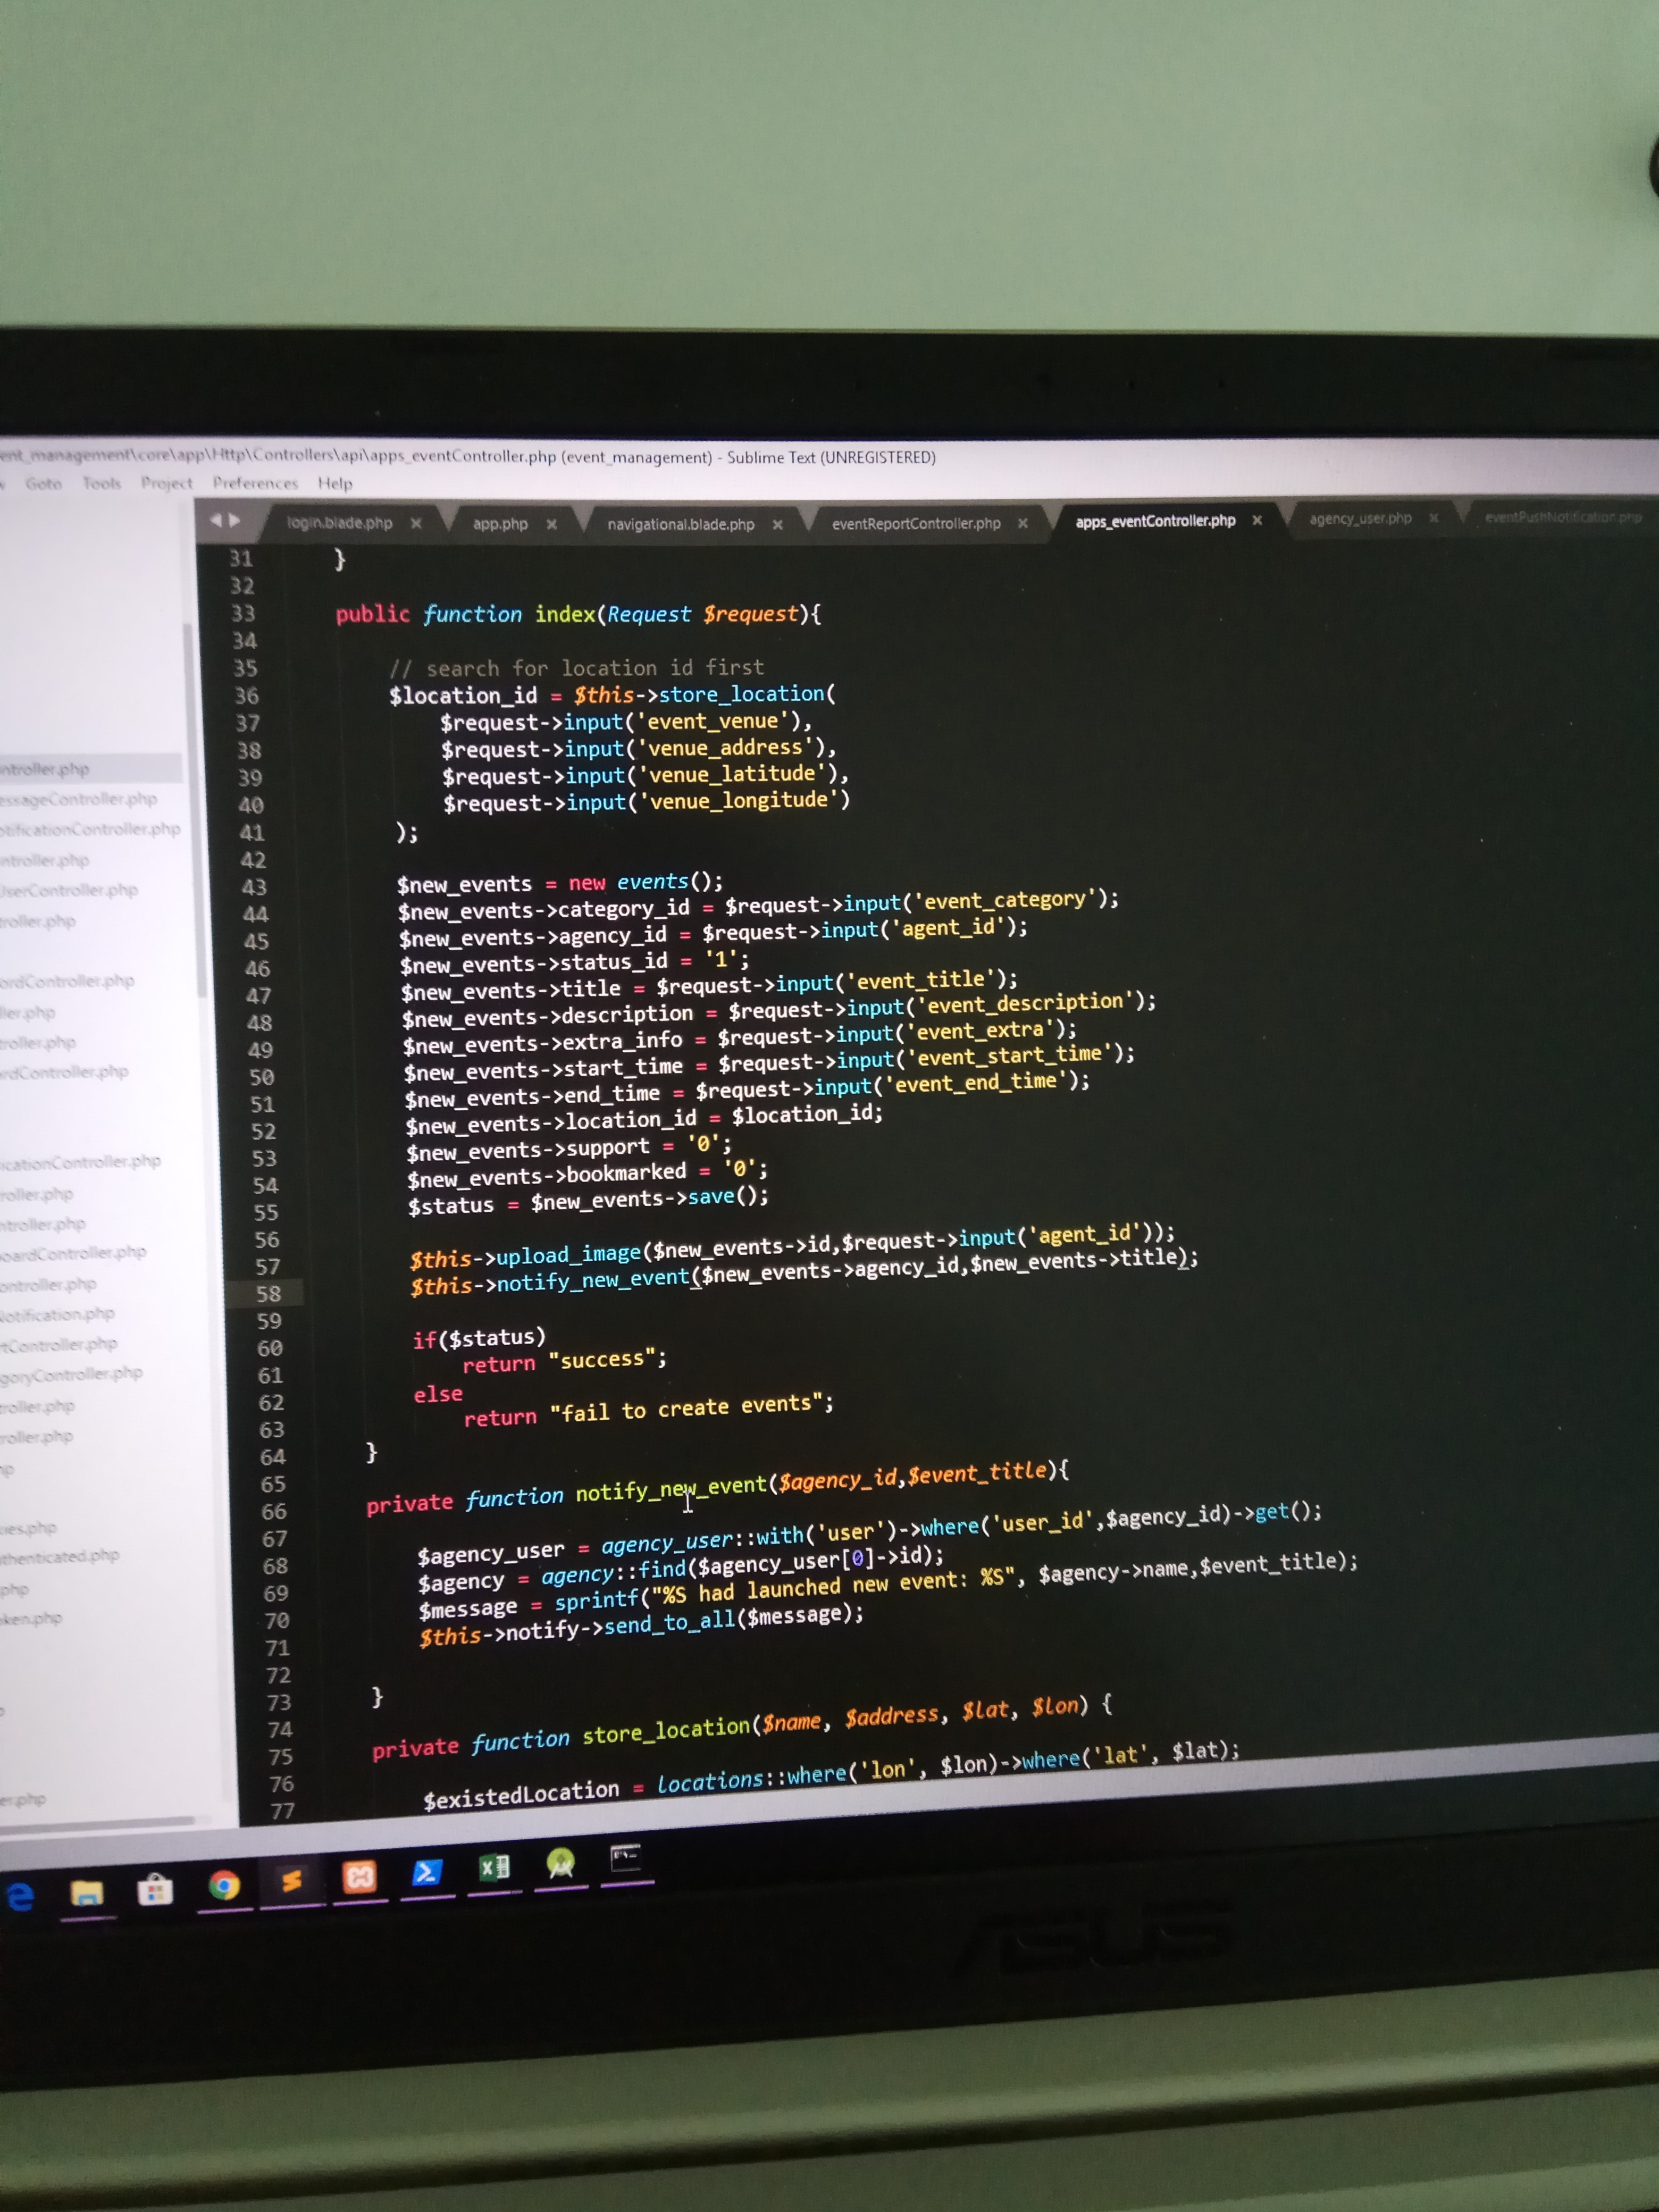 ent_management\core\app\Http\Controllers\api\apps_eventController.php (event_management) - Sublime Text (UNREGISTERED)
Goto Tools Project Preferences Help
login.blade.php
app.php
navigational.blade.php
eventReportController.php
apps_eventController.php
agency_user.php
eventPushNotification.php
ntroller.php
essageController.php
otificationController.php
ntroller.php
UserController.php
troller.php
ordController.php
ller.php
troller.php
rdController.php
icationController.php
roller.php
ntroller.php
oardController.php
ontroller.php
Notification.php
tController.php
goryController.php
troller.php
roller.php
thenticated.php
.php
ken.php
er.php
31 }
32
33 public function index(Request $request){
34
35 // search for location id first
36 $location_id = $this->store_location(
37 $request->input('event_venue'),
38 $request->input('venue_address'),
39 $request->input('venue_latitude'),
40 $request->input('venue_longitude')
41 );
42
43 $new_events = new events();
44 $new_events->category_id = $request->input('event_category');
45 $new_events->agency_id = $request->input('agent_id');
46 $new_events->status_id = '1';
47 $new_events->title = $request->input('event_title');
48 $new_events->description = $request->input('event_description');
49 $new_events->extra_info = $request->input('event_extra');
50 $new_events->start_time = $request->input('event_start_time');
51 $new_events->end_time = $request->input('event_end_time');
52 $new_events->location_id = $location_id;
53 $new_events->support = '0';
54 $new_events->bookmarked = '0';
55 $status = $new_events->save();
56
57 $this->upload_image($new_events->id,$request->input('agent_id'));
58 $this->notify_new_event($new_events->agency_id,$new_events->title);
59
60 if($status)
61 return "success";
62 else
63 return "fail to create events";
64 }
65
66 private function notify_new_event($agency_id,$event_title){
67
68 $agency_user = agency_user::with('user')->where('user_id',$agency_id)->get();
69 $agency = agency::find($agency_user[0]->id);
70 $message = sprintf("%S had launched new event: %S", $agency->name,$event_title);
71 $this->notify->send_to_all($message);
72
73 }
74
75 private function store_location($name, $address, $lat, $lon) {
76
77 $existedLocation = locations::where('lon', $lon)->where('lat', $lat);
ASUS